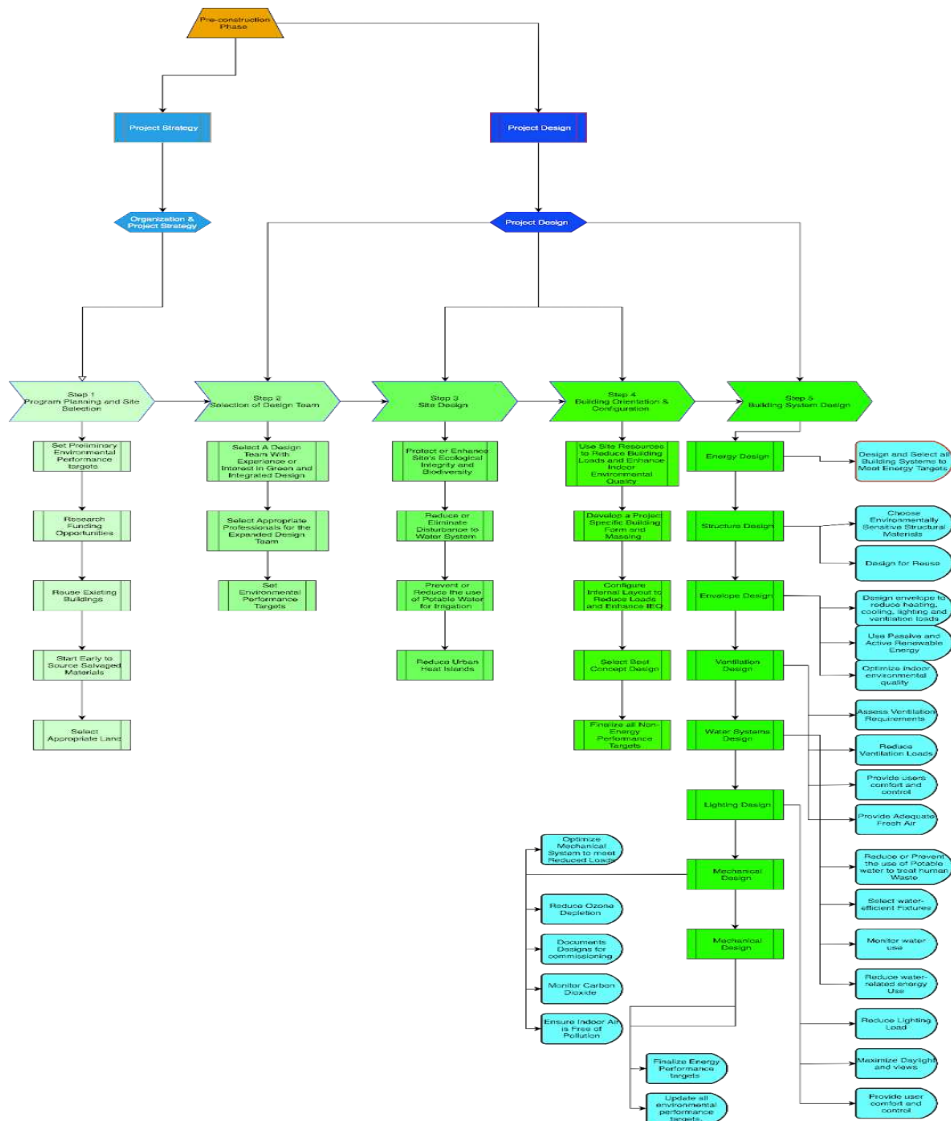 Pre-construction
Phase
Project Strategy
Project Design
Organization &
Project Strategy
Project Design
Step 1
Program Planning and Site
Selection
Step 2
Selection of Design Team
Step 3
Site Design
Step 4
Building Orientation &
Configuration
Step 5
Building System Design
Set Preliminary
Environmental
Performance
targets
Research
Funding
Opportunities
Reuse Existing
Buildings
Start Early to
Source Salvaged
Materials
Select
Appropriate Land
Select A Design
Team With
Experience or
Interest in Green and
Integrated Design
Select Appropriate
Professionals for the
Expanded Design
Team
Set
Environmental
Performance
Targets
Protect or Enhance
Site's Ecological
Integrity and
Biodiversity
Reduce or
Eliminate
Disturbance to
Water System
Prevent or
Reduce the use
of Potable Water
for Irrigation
Reduce Urban
Heat Islands
Use Site Resources
to Reduce Building
Loads and Enhance
Indoor
Environmental
Quality
Develop a Project
Specific Building
Form and
Massing
Configure
Internal Layout to
Reduce Loads
and Enhance IEQ
Select Best
Concept Design
Finalize all Non-
Energy
Performance
Targets
Energy Design
Structure Design
Envelope Design
Ventilation
Design
Water Systems
Design
Lighting Design
Mechanical
Design
Mechanical
Design
Design and Select all
Building Systems to
Meet Energy Targets
Choose
Environmentally
Sensitive Structural
Materials
Design for Reuse
Design envelope to
reduce heating,
cooling, lighting and
ventilation loads
Use Passive and
Active Renewable
Energy
Optimize indoor
environmental
quality
Assess Ventilation
Requirements
Reduce
Ventilation Loads
Provide users
comfort and
control
Provide Adequate
Fresh Air
Reduce or Prevent
the use of Potable
water to treat human
Waste
Select water-
efficient Fixtures
Monitor water
use
Reduce water-
related energy
Use
Reduce Lighting
Load
Maximize Daylight
and views
Provide user
comfort and control
Optimize
Mechanical
System to meet
Reduced Loads
Reduce Ozone
Depletion
Documents
Designs for
commissioning
Monitor Carbon
Dioxide
Ensure Indoor Air
is Free of
Pollution
Finalize Energy
Performance
targets
Update all
environmental
performance
targets.